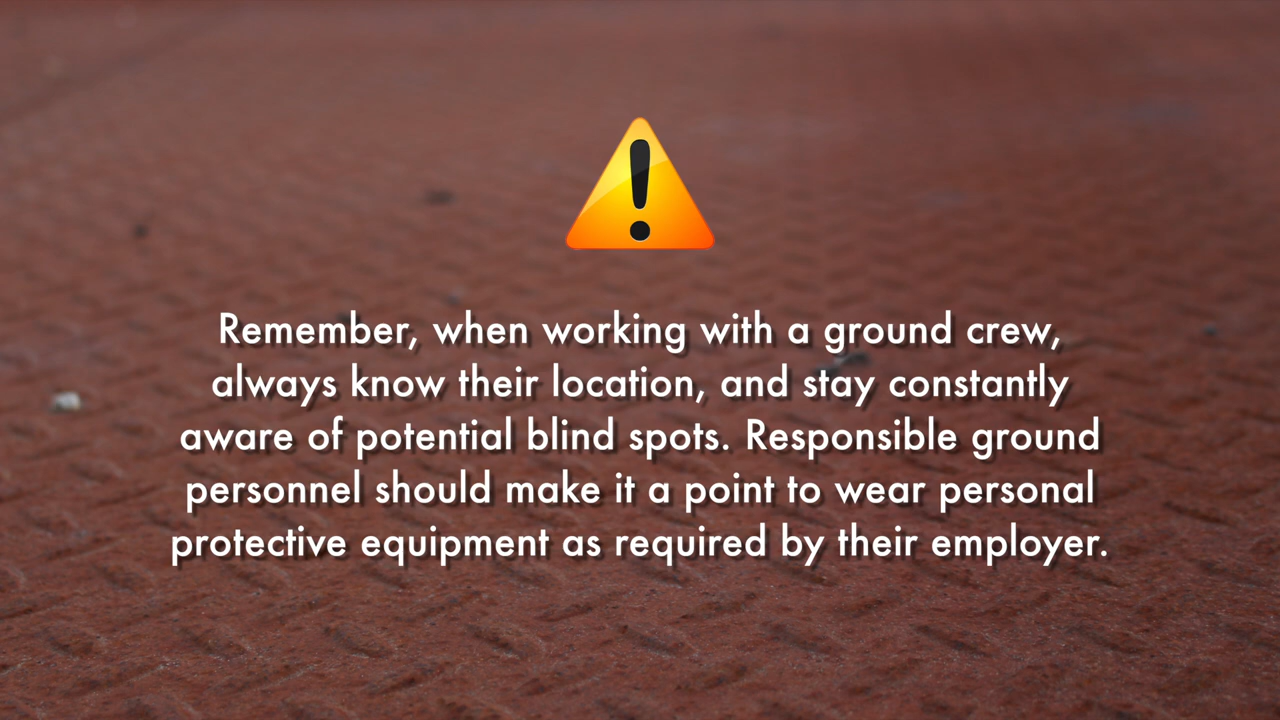 Remember, when working with a ground crew,
always know their location, and stay constantly
aware of potential blind spots. Responsible ground
personnel should make it a point to wear personal
protective equipment as required by their employer.